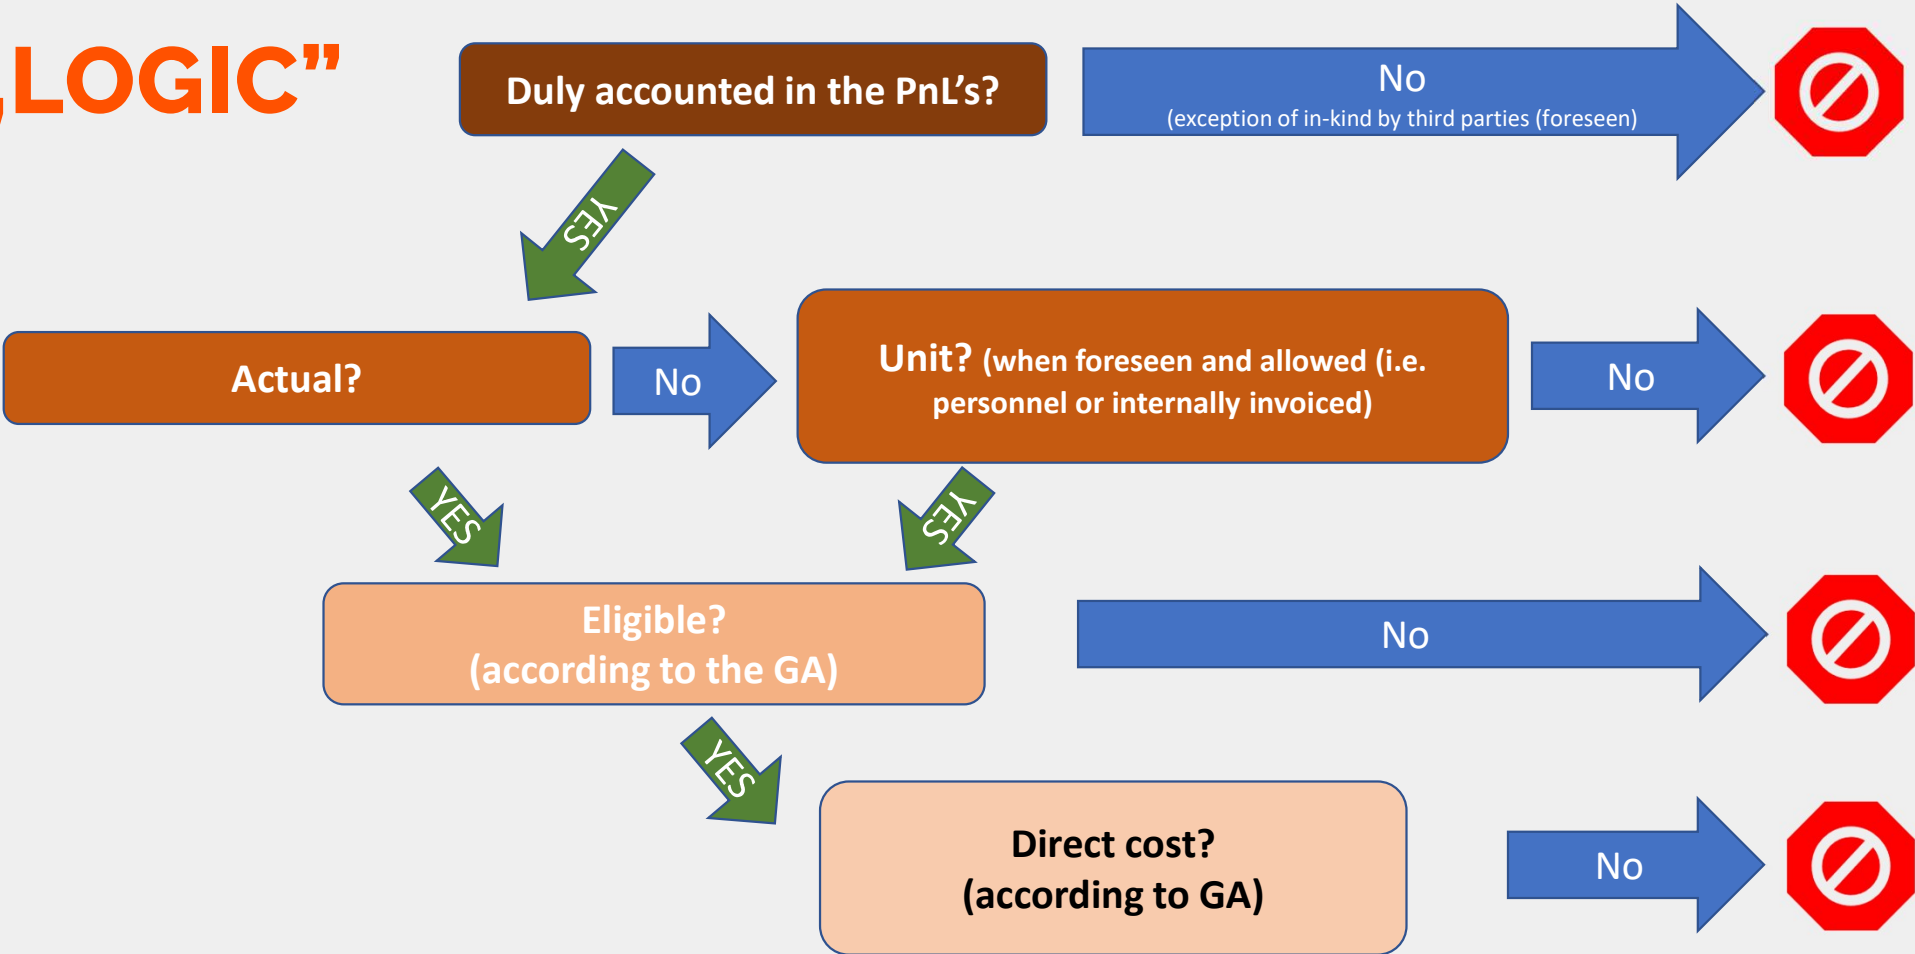 „LOGIC”
Duly accounted in the PnL’s?
No
(exception of in-kind by third parties (foreseen)
YES
Actual?
No
Unit? (when foreseen and allowed (i.e.
personnel or internally invoiced)
No
YES
YES
Eligible?
(according to the GA)
No
YES
Direct cost?
(according to GA)
No